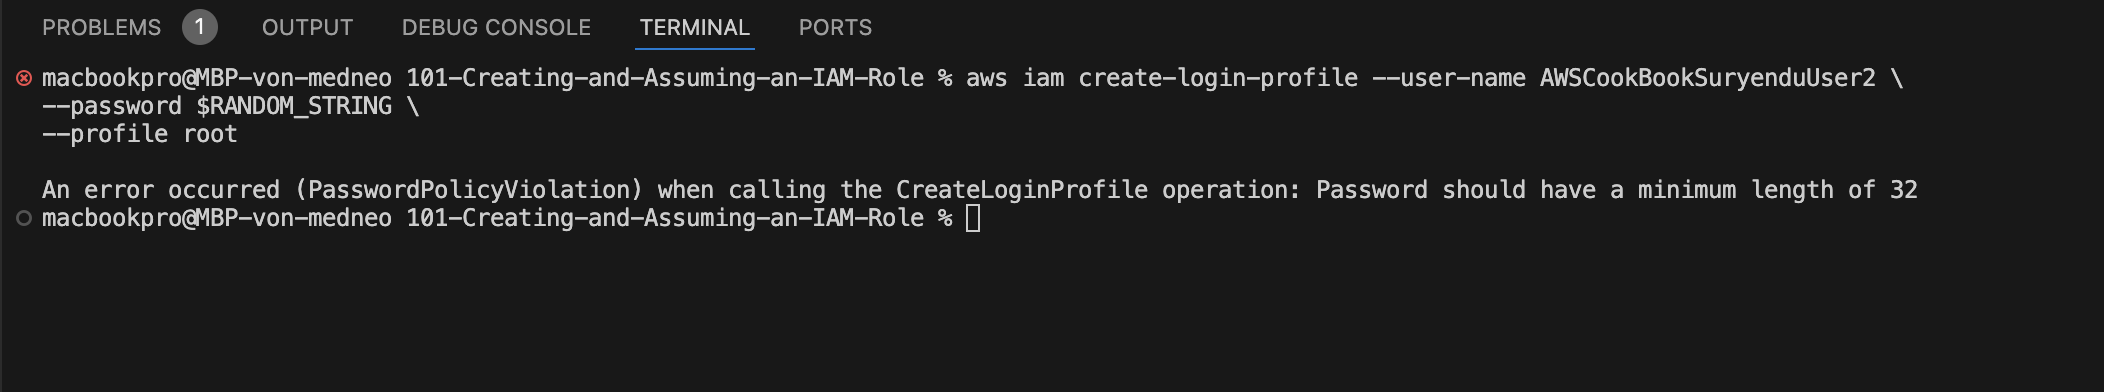 PROBLEMS 1 OUTPUT DEBUG CONSOLE TERMINAL PORTS
macbookpro@MBP-von-medneo 101-Creating-and-Assuming-an-IAM-Role % aws iam create-login-profile --user-name AWSCookBookSuryenduUser2 \
--password $RANDOM_STRING \
--profile root
An error occurred (PasswordPolicyViolation) when calling the CreateLoginProfile operation: Password should have a minimum length of 32
macbookpro@MBP-von-medneo 101-Creating-and-Assuming-an-IAM-Role %